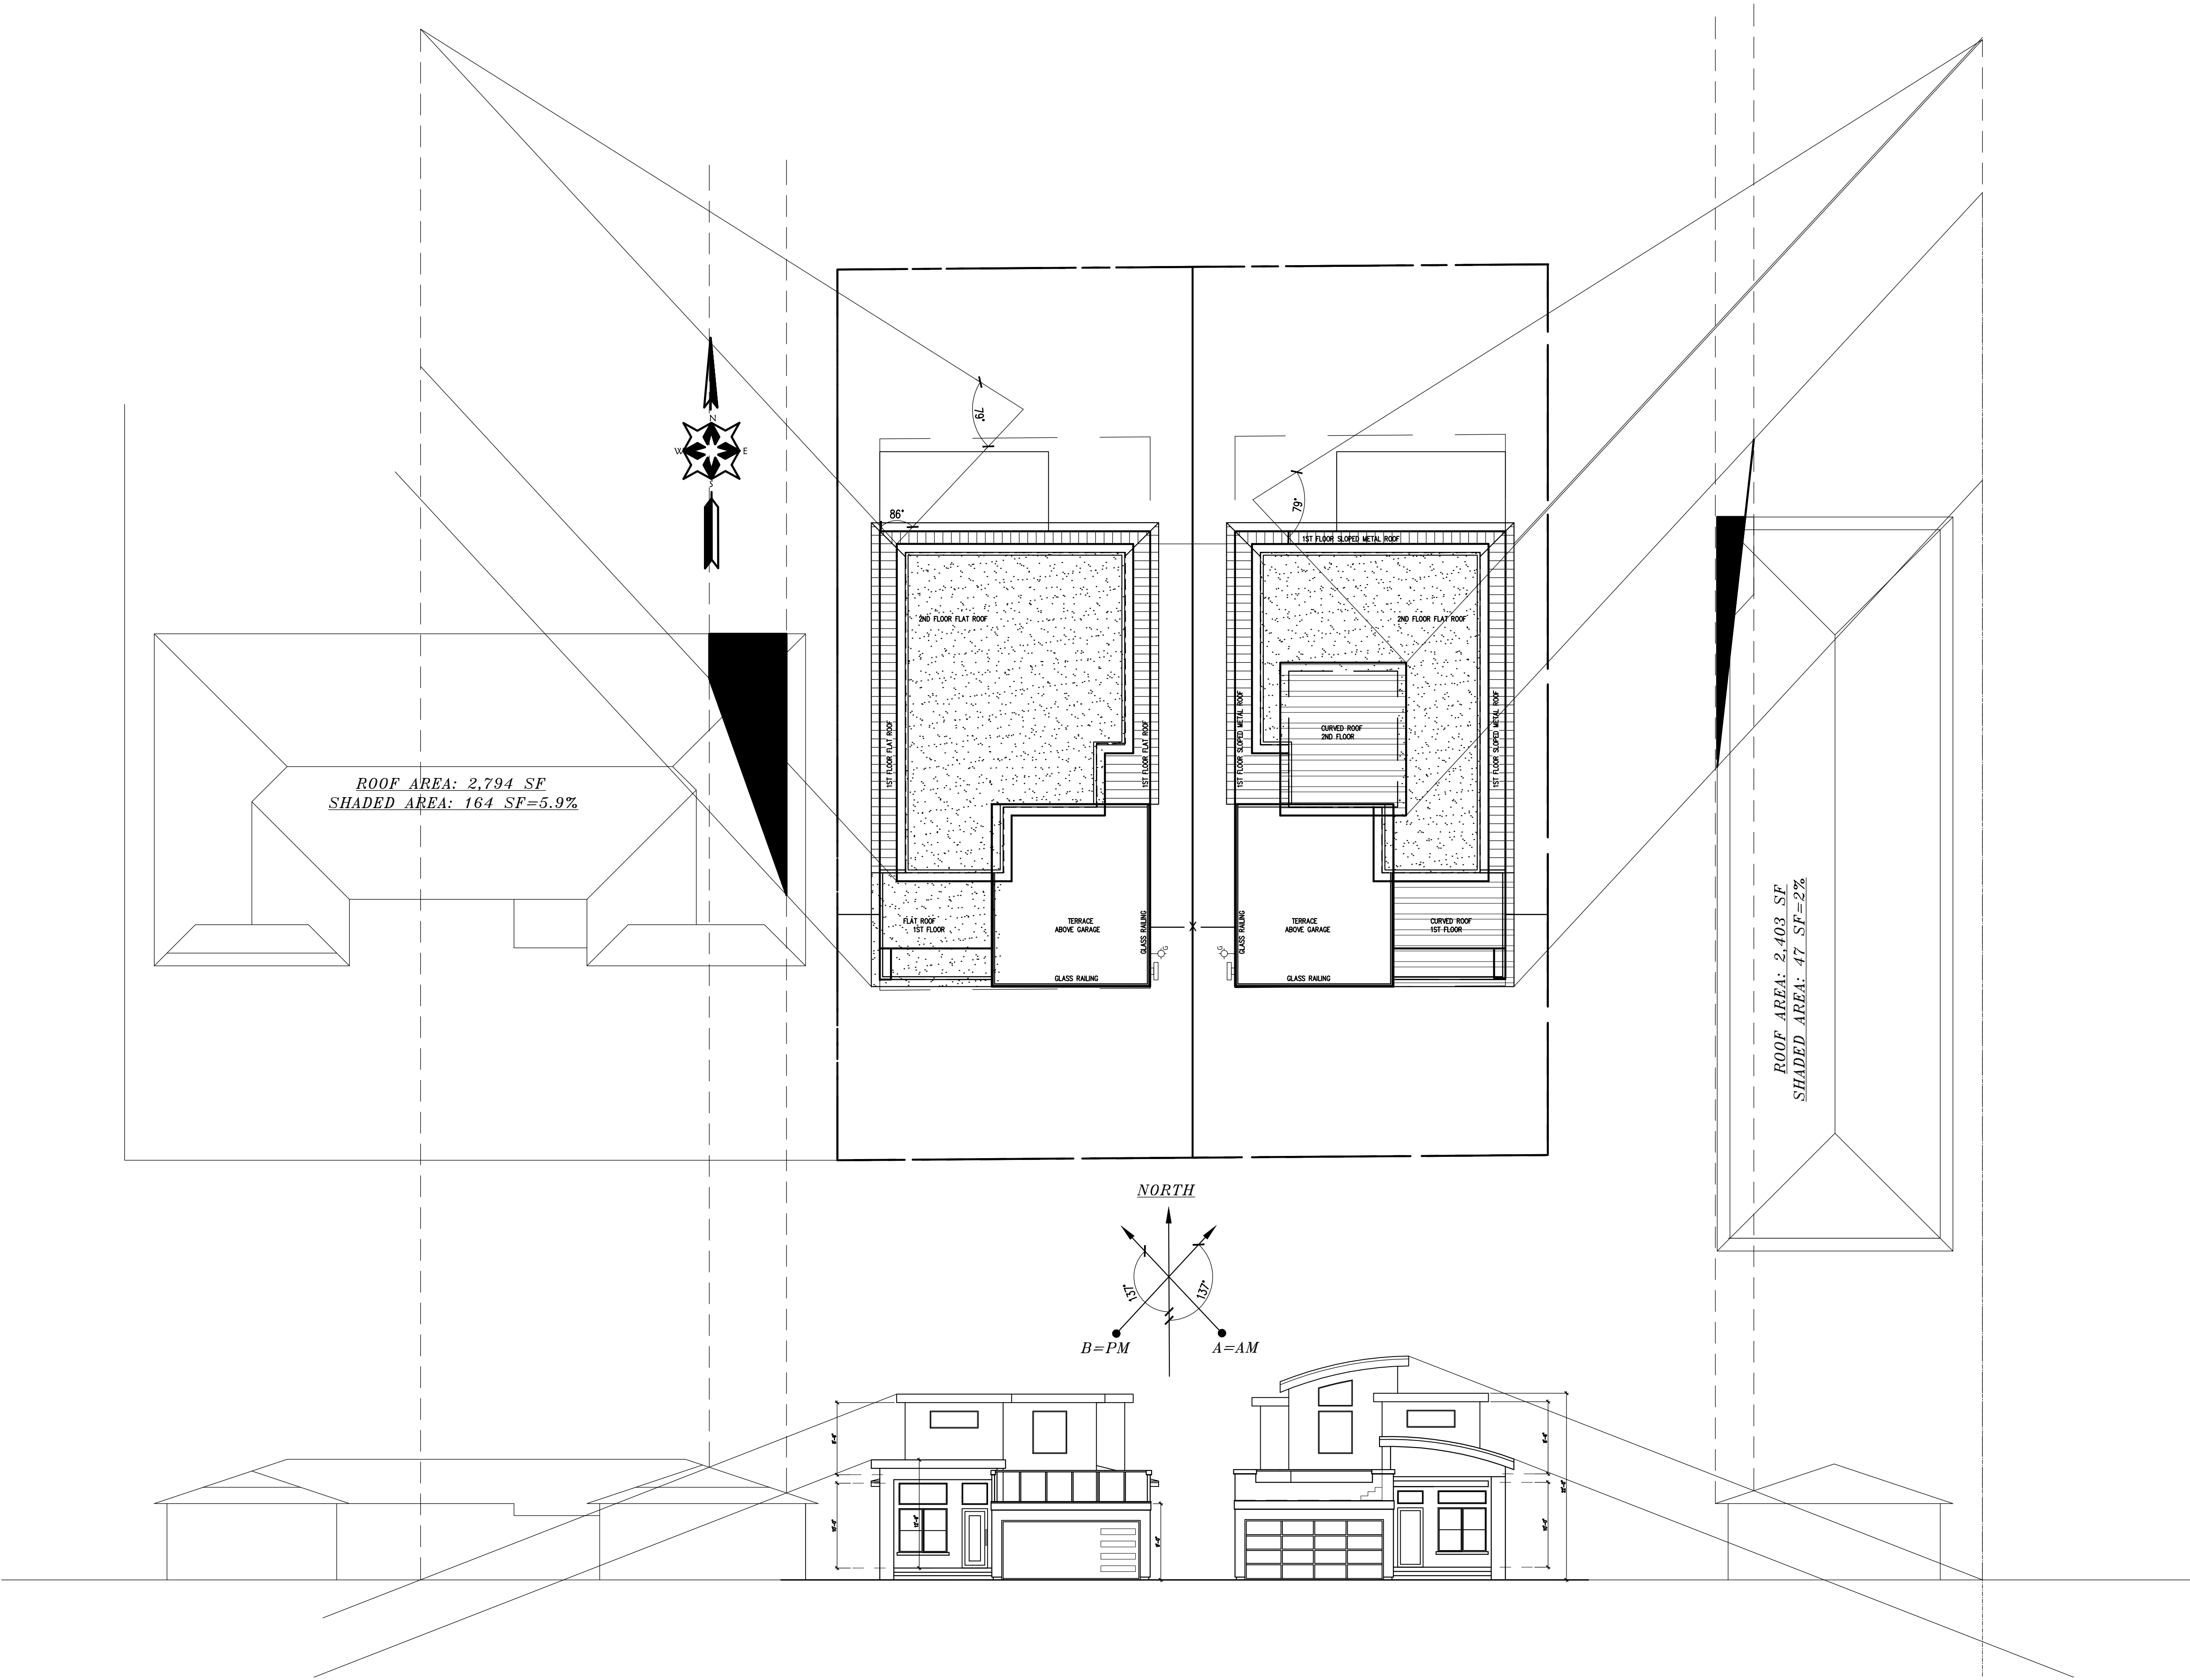 79°
N
W
E
S
86°
79°
1ST FLOOR SLOPED METAL ROOF
2ND FLOOR FLAT ROOF
2ND FLOOR FLAT ROOF
1ST FLOOR FLAT ROOF
1ST FLOOR FLAT ROOF
1ST FLOOR SLOPED METAL ROOF
1ST FLOOR SLOPED METAL ROOF
CURVED ROOF
2ND FLOOR
ROOF AREA: 2,794 SF
SHADED AREA: 164 SF=5.9%
FLAT ROOF
1ST FLOOR
TERRACE
ABOVE GARAGE
GLASS RAILING
GLASS RAILING
G
X
G
GLASS RAILING
TERRACE
ABOVE GARAGE
GLASS RAILING
CURVED ROOF
1ST FLOOR
ROOF AREA: 2,403 SF
SHADED AREA: 47 SF=2%
NORTH
137°
137°
B=PM
A=AM